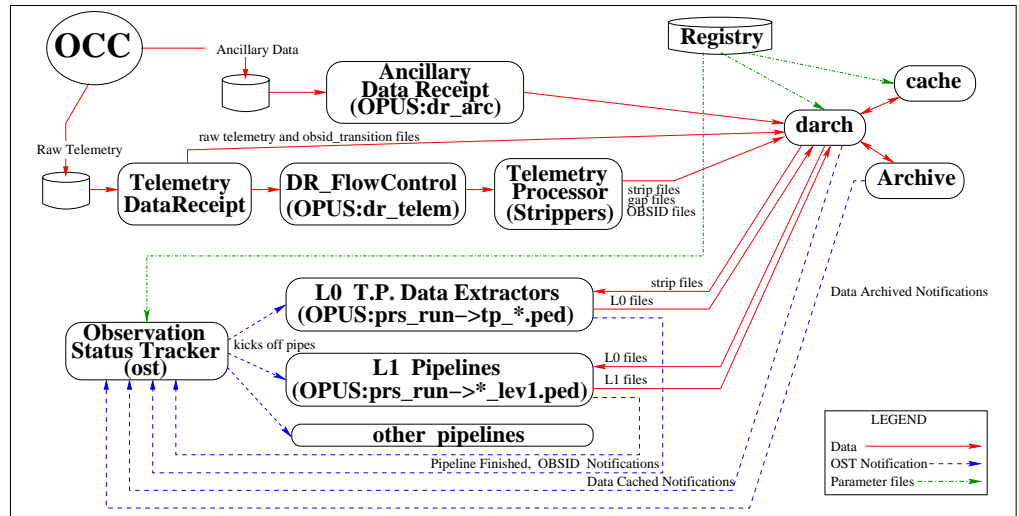 OCC
Ancillary Data
Registry
Ancillary
Data Receipt
(OPUS:dr_arc)
cache
darch
raw telemetry and obsid_transition files
Raw Telemetry
Telemetry
DataReceipt
DR_FlowControl
(OPUS:dr_telem)
Telemetry
Processor
(Strippers)
strip files
gap files
OBSID files
Archive
L0 T.P. Data Extractors
(OPUS:prs_run−>tp_*.ped)
strip files
L0 files
Data Archived Notifications
Observation
Status Tracker
(ost)
kicks off pipes
L1 Pipelines
(OPUS:prs_run−>*_lev1.ped)
L0 files
L1 files
other pipelines
Pipeline Finished, OBSID Notifications
Data Cached Notifications
LEGEND
Data
OST Notification
Parameter files